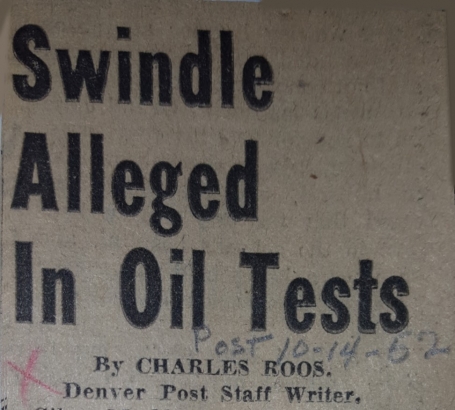 Swindle
Alleged
In Oil Tests
Post 10-14-52
By CHARLES ROOS.
Denver Post Staff Writer,